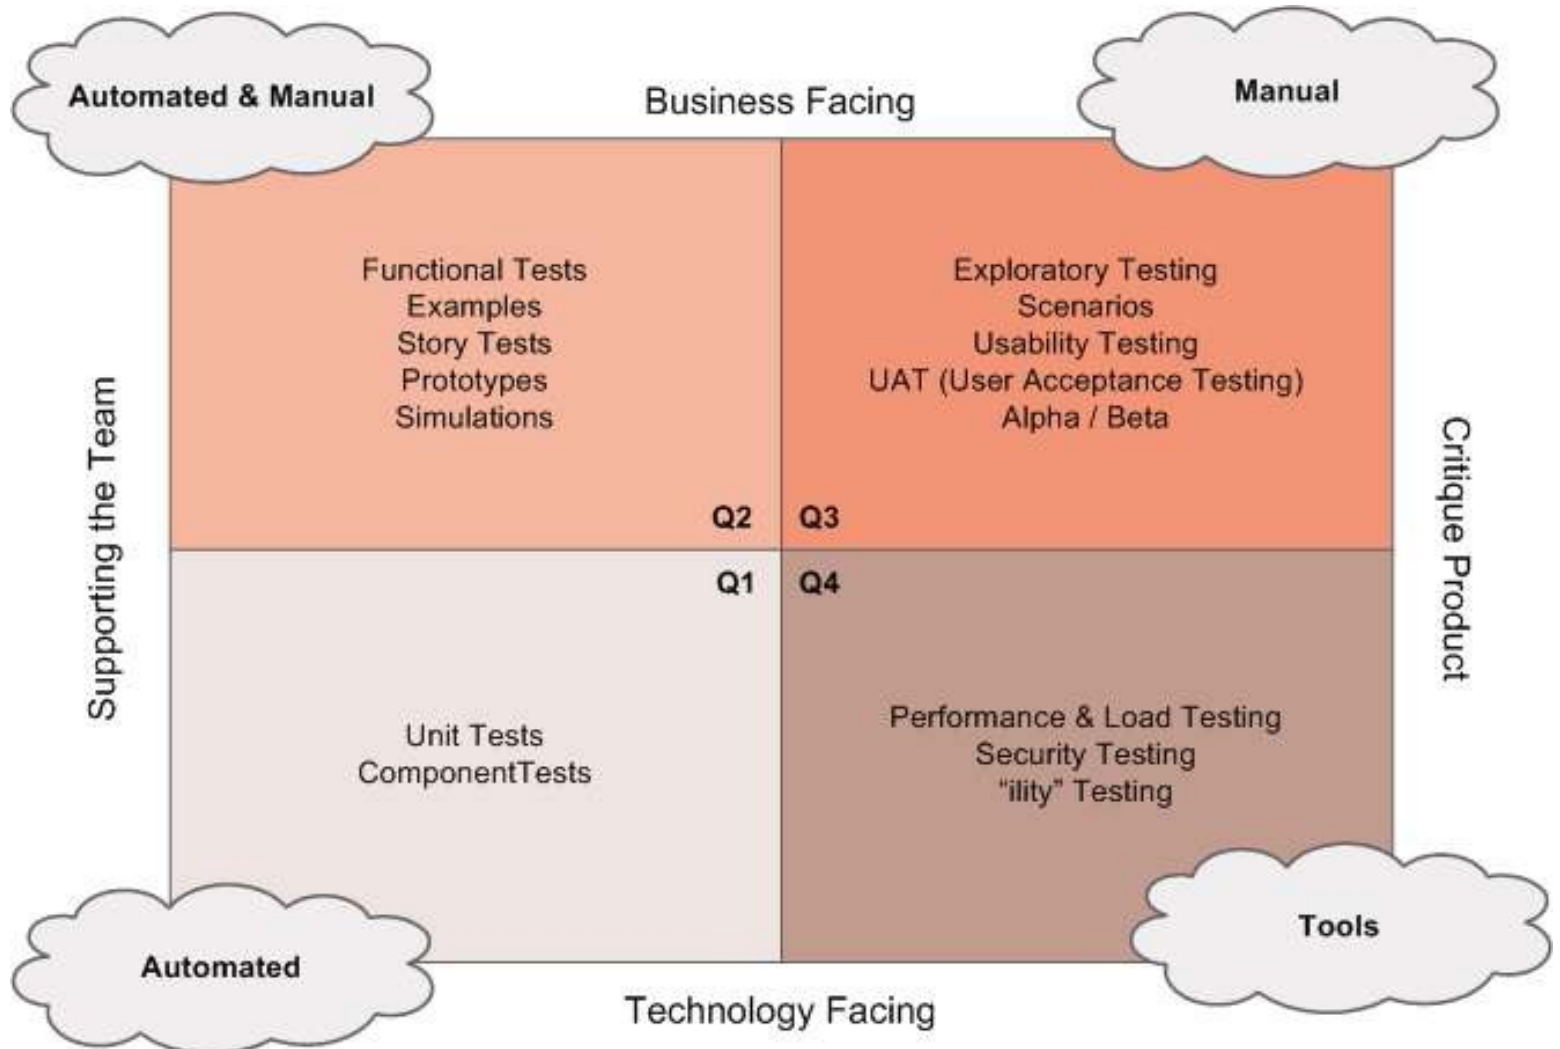 Automated & Manual
Business Facing
Manual
Functional Tests
Examples
Story Tests
Prototypes
Simulations
Exploratory Testing
Scenarios
Usability Testing
UAT (User Acceptance Testing)
Alpha / Beta
Supporting the Team
Critique Product
Q2
Q3
Q1
Q4
Unit Tests
ComponentTests
Performance & Load Testing
Security Testing
“ility” Testing
Automated
Technology Facing
Tools